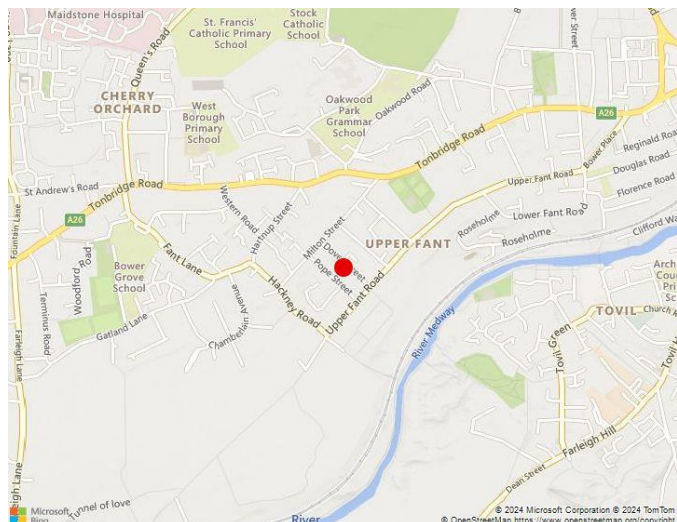 Maidstone Hospital
St. Francis'
Catholic Primary
School
Stock
Catholic
School
Queen's Road
CHERRY
ORCHARD
West
Borough
Primary
School
Oakwood
Park
Grammar
School
Oakwood Road
A26
Tonbridge Road
Bower Place
Reginald Road
Douglas Road
Florence Road
Upper Fant Road
St Andrew's Road
Tonbridge Road
A26
Fountain Lane
Western Road
Hartnup Street
Milton Street
Dover Street
Pope Street
UPPER FANT
Roseholme
Lower Fant Road
Roseholme
Clifford Wa
Fant Lane
Bower
Grove
School
Woodford
Road
Terminus Road
Gatland Lane
Chamberlain Avenue
Hackney Road
Upper Fant Road
River Medway
TOVIL
Church R
Tovil Green
Tovil H
Farleigh Hill
Dean Street
Farleigh Lane
eigh Lane
Tunnel of love
River
Microsoft
Bing
© 2024 Microsoft Corporation © 2024 TomTom
© OpenStreetMap https://www.openstreetmap.org/copyright